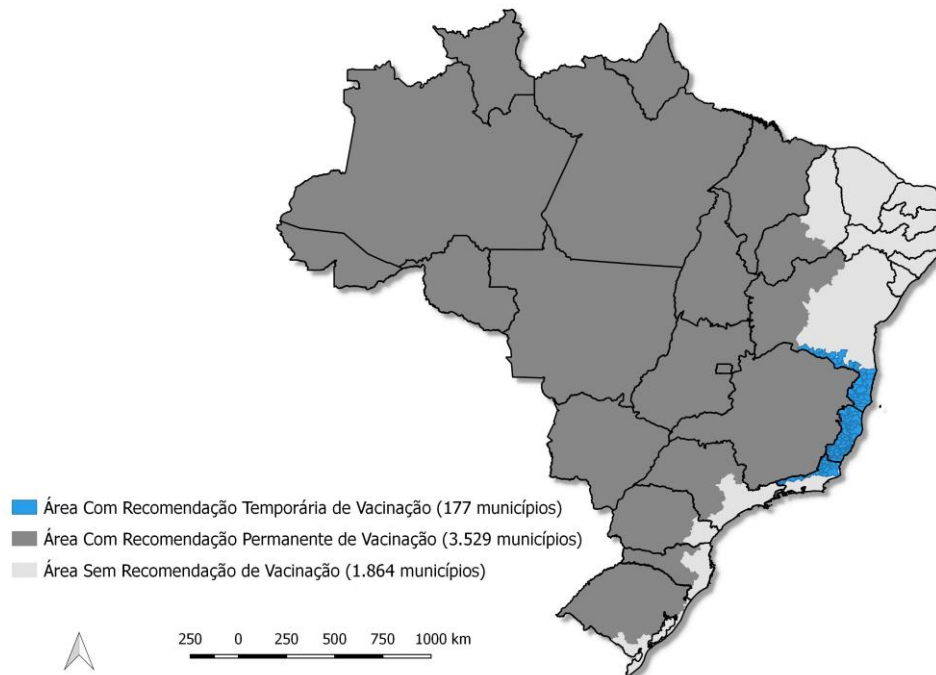 Área Com Recomendação Temporária de Vacinação (177 municípios)
Área Com Recomendação Permanente de Vacinação (3.529 municípios)
Área Sem Recomendação de Vacinação (1.864 municípios)
250 0 250 500 750 1000 km